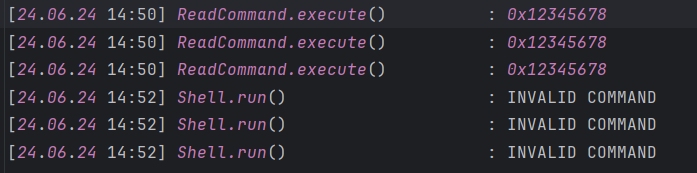 [24.06.24 14:50] ReadCommand.execute() : 0x12345678
[24.06.24 14:50] ReadCommand.execute() : 0x12345678
[24.06.24 14:50] ReadCommand.execute() : 0x12345678
[24.06.24 14:52] Shell.run() : INVALID COMMAND
[24.06.24 14:52] Shell.run() : INVALID COMMAND
[24.06.24 14:52] Shell.run() : INVALID COMMAND